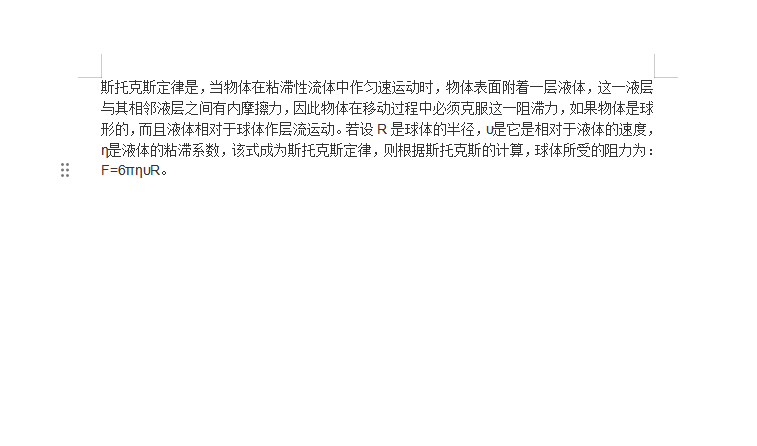 斯托克斯定律是，当物体在粘滞性流体中作匀速运动时，物体表面附着一层液体，这一液层
与其相邻液层之间有内摩擦力，因此物体在移动过程中必须克服这一阻滞力，如果物体是球
形的，而且液体相对于球体作层流运动。若设 R 是球体的半径，υ是它是相对于液体的速度，
η是液体的粘滞系数，该式成为斯托克斯定律，则根据斯托克斯的计算，球体所受的阻力为：
F=6πηυR。